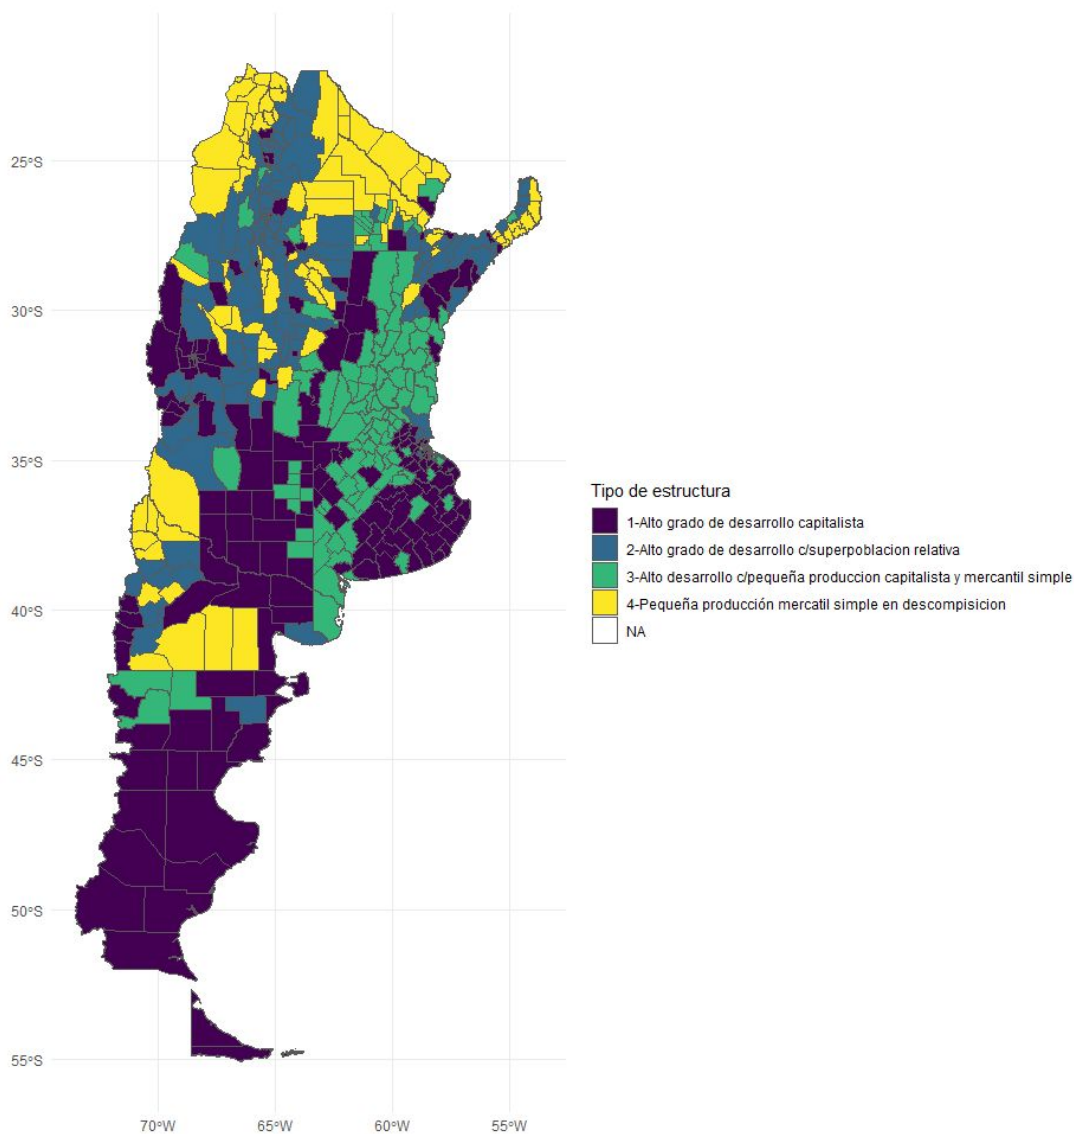 25°S
30°S
35°S
40°S
45°S
50°S
55°S
70°W
65°W
60°W
55°W
Tipo de estructura
1-Alto grado de desarrollo capitalista
2-Alto grado de desarrollo c/superpoblacion relativa
3-Alto desarrollo c/pequeña produccion capitalista y mercantil simple
4-Pequeña producción mercatil simple en descompisicion
NA